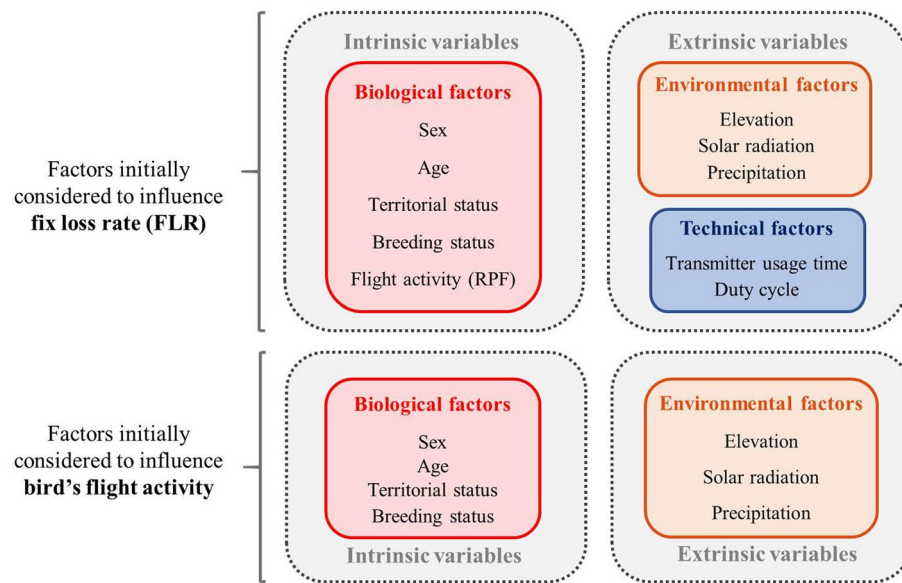 Factors initially
considered to influence
fix loss rate (FLR)
Intrinsic variables
Biological factors
Sex
Age
Territorial status
Breeding status
Flight activity (RPF)
Extrinsic variables
Environmental factors
Elevation
Solar radiation
Precipitation
Technical factors
Transmitter usage time
Duty cycle
Factors initially
considered to influence
bird's flight activity
Biological factors
Sex
Age
Territorial status
Breeding status
Intrinsic variables
Environmental factors
Elevation
Solar radiation
Precipitation
Extrinsic variables